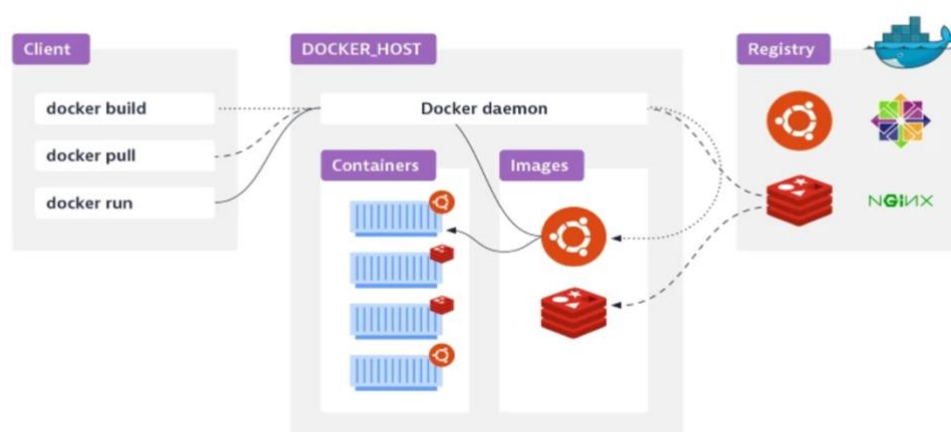 Client
docker build
docker pull
docker run
DOCKER_HOST
Docker daemon
Containers
Images
Registry
NGINX